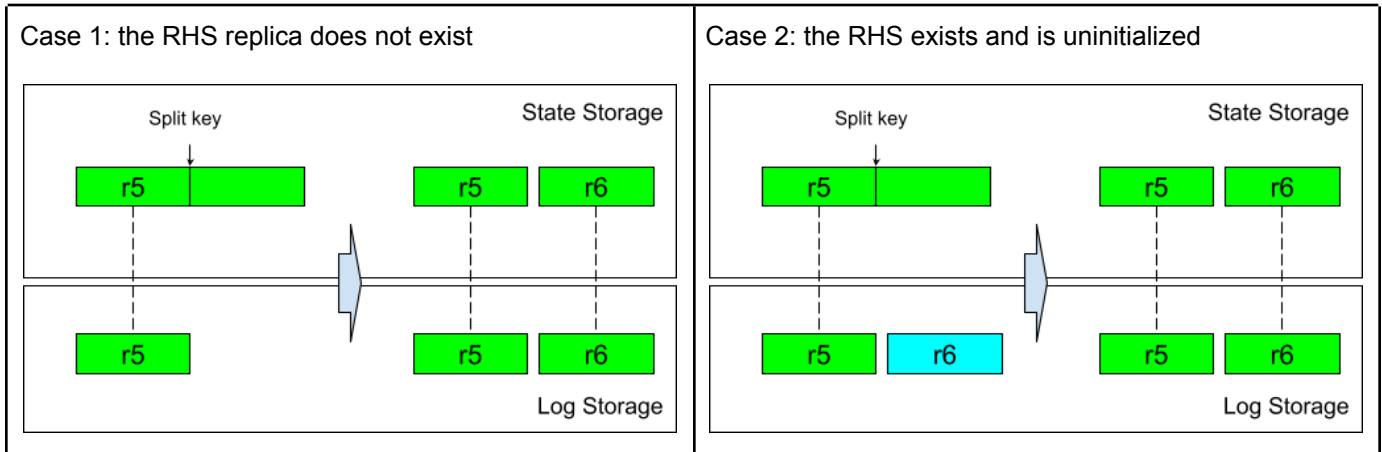 Case 1: the RHS replica does not exist
State Storage
Split key
r5
r5
r6
r5
r5
r6
Log Storage
Case 2: the RHS exists and is uninitialized
State Storage
Split key
r5
r5
r6
r5
r6
r5
r6
Log Storage